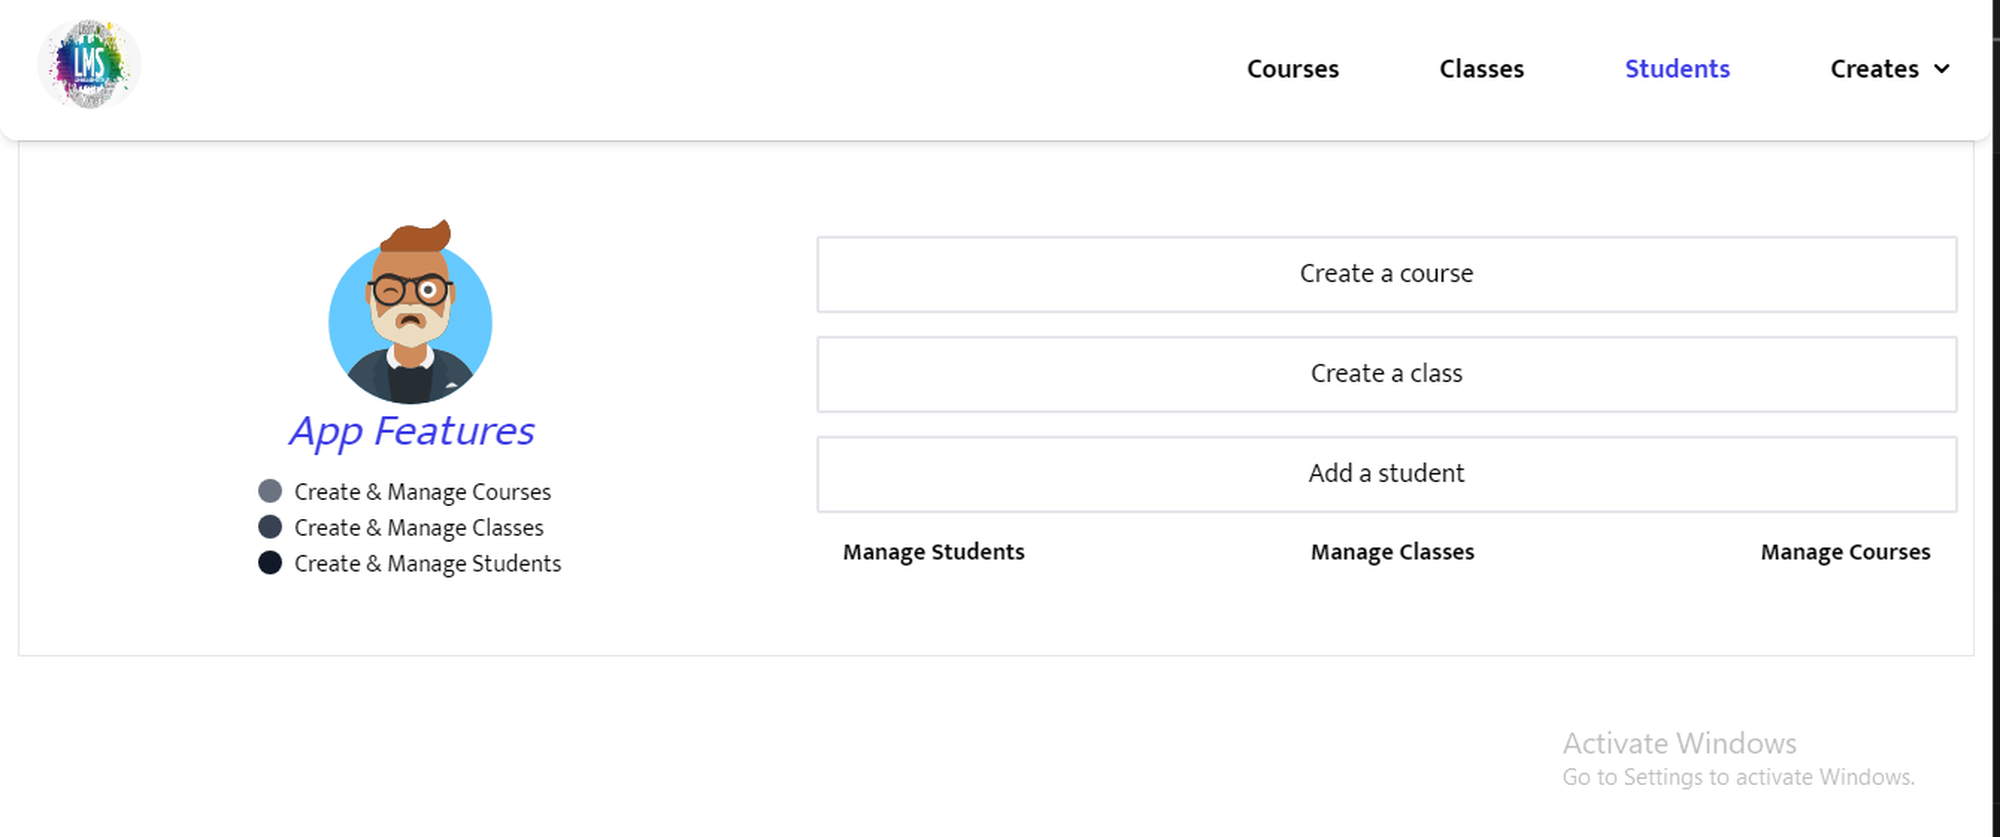 LMS
Courses
Classes
Students
Creates
App Features
Create & Manage Courses
Create & Manage Classes
Create & Manage Students
Create a course
Create a class
Add a student
Manage Students
Manage Classes
Manage Courses
Activate Windows
Go to Settings to activate Windows.